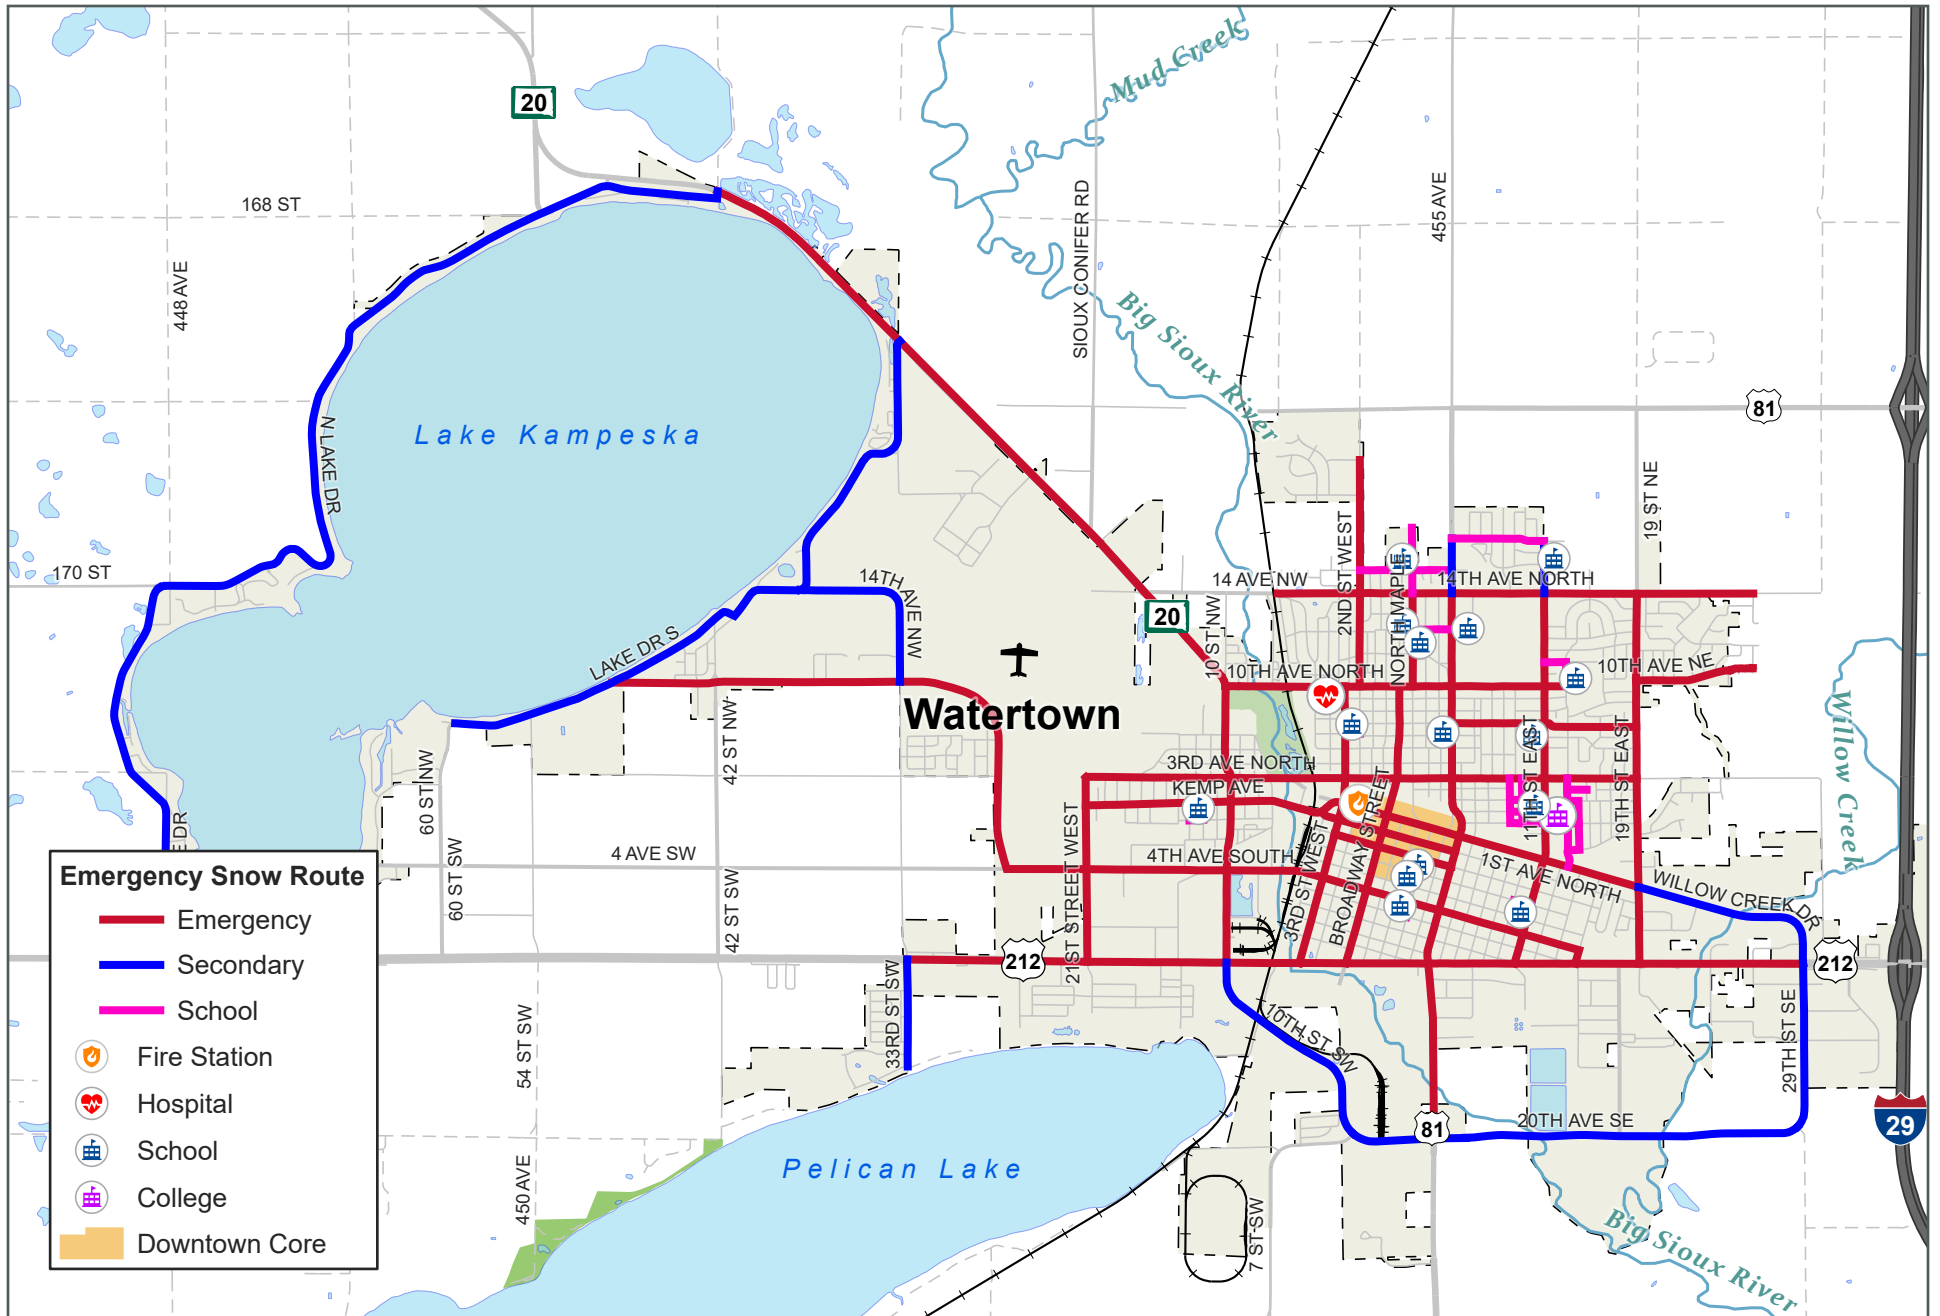 Mud Creek
20
168 ST
448 AVE
SIOUX CONIFER RD
455 AVE
Big Sioux River
81
Lake Kampeska
N LAKE DR
1
19 ST NE
2ND ST WEST
170 ST
14TH AVE NW
14 AVE NW
14TH AVE NORTH
NORTH MAPLE
20
10 ST NW
LAKE DR S
10TH AVE NORTH
10TH AVE NE
Watertown
Willow Creek
42 ST NW
60 ST NW
3RD AVE NORTH
KEMP AVE
11TH ST EAST
19TH ST EAST
21ST STREET WEST
BROADWAY STREET
3RD ST WEST
E DR
4 AVE SW
4TH AVE SOUTH
1ST AVE NORTH
WILLOW CREEK DR
60 ST SW
42 ST SW
212
212
33RD ST SW
54 ST SW
10TH ST SW
29TH ST SE
20TH AVE SE
81
29
Pelican Lake
450 AVE
7 ST SW
Big Sioux River
Emergency Snow Route
Emergency
Secondary
School
Fire Station
Hospital
School
College
Downtown Core